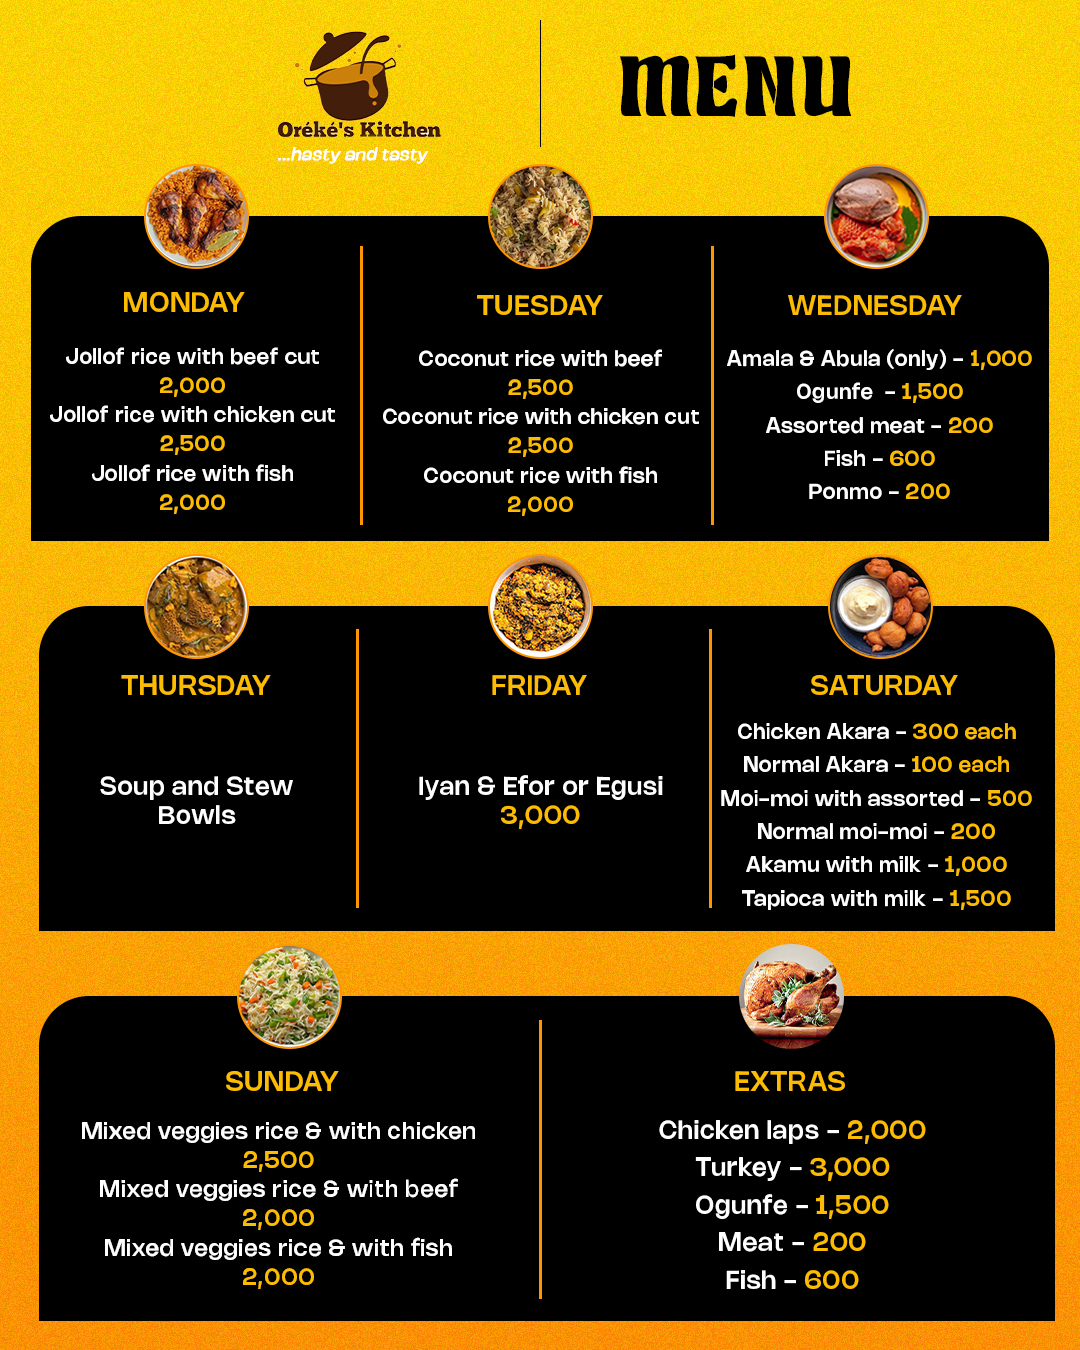 Oréké's Kitchen
...hasty and tasty
MENU
MONDAY
Jollof rice with beef cut
2,000
Jollof rice with chicken cut
2,500
Jollof rice with fish
2,000
TUESDAY
Coconut rice with beef
2,500
Coconut rice with chicken cut
2,500
Coconut rice with fish
2,000
WEDNESDAY
Amala & Abula (only) - 1,000
Ogunfe - 1,500
Assorted meat - 200
Fish - 600
Ponmo - 200
THURSDAY
Soup and Stew
Bowls
FRIDAY
Iyan & Efor or Egusi
3,000
SATURDAY
Chicken Akara - 300 each
Normal Akara - 100 each
Moi-moi with assorted - 500
Normal moi-moi - 200
Akamu with milk - 1,000
Tapioca with milk - 1,500
SUNDAY
Mixed veggies rice & with chicken
2,500
Mixed veggies rice & with beef
2,000
Mixed veggies rice & with fish
2,000
EXTRAS
Chicken laps - 2,000
Turkey - 3,000
Ogunfe - 1,500
Meat - 200
Fish - 600